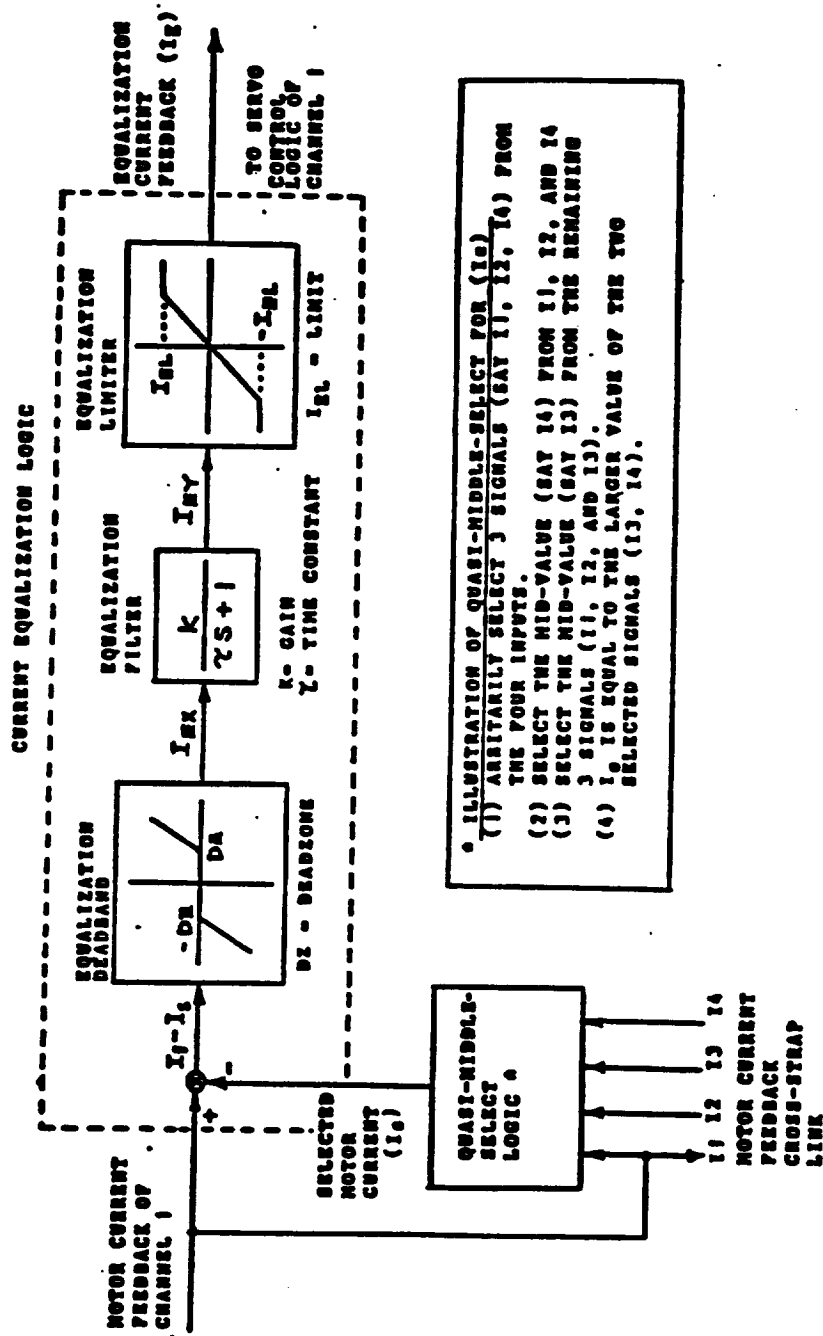 CURRENT EQUALIZATION LOGIC
MOTOR CURRENT
FEEDBACK OF
CHANNEL 1
+
-
I1-Is
EQUALIZATION
DEADBAND
-DB
DA
DZ = DEADZONE
IEX
EQUALIZATION
FILTER
K
τS+1
K= GAIN
τ= TIME CONSTANT
IEY
EQUALIZATION
LIMITER
IEL
-IEL
IEL = LIMIT
EQUALIZATION
CURRENT
FEEDBACK (IE)
TO SERVO
CONTROL
LOGIC OF
CHANNEL 1
SELECTED
MOTOR
CURRENT
(Is)
QUASI-MIDDLE-
SELECT
LOGIC *
I1 I2 I3 I4
MOTOR CURRENT
FEEDBACK
CROSS-STRAP
LINK
* ILLUSTRATION OF QUASI-MIDDLE-SELECT FOR (Is)
(1) ARBITARILY SELECT 3 SIGNALS (SAY I1, I2, I4) FROM
THE FOUR INPUTS.
(2) SELECT THE MID-VALUE (SAY I4) FROM I1, I2, AND I4
(3) SELECT THE MID-VALUE (SAY I3) FROM THE REMAINING
3 SIGNALS (I1, I2, AND I3).
(4) Is IS EQUAL TO THE LARGER VALUE OF THE TWO
SELECTED SIGNALS (I3, I4).